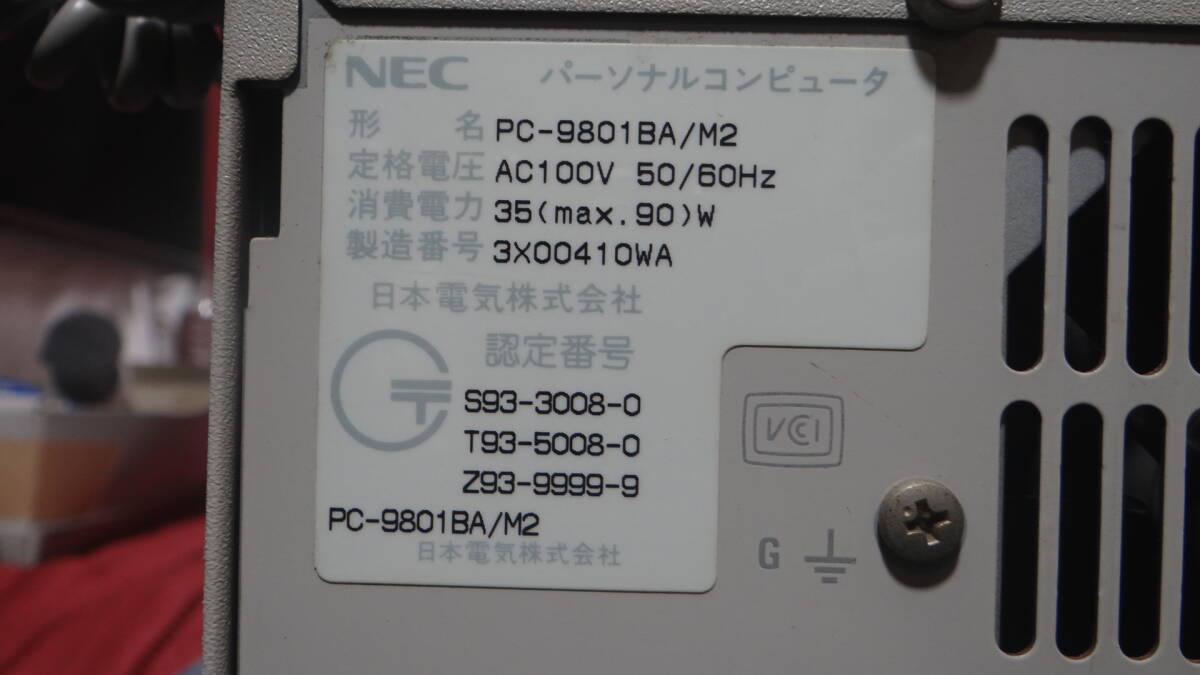 NEC パーソナルコンピュータ
形 名 PC-9801BA/M2
定格電圧 AC100V 50/60Hz
消費電力 35(max.90)W
製造番号 3X00410WA
日本電気株式会社
認定番号
S93-3008-0
T93-5008-0
Z93-9999-9
PC-9801BA/M2
日本電気株式会社
VCCI
G